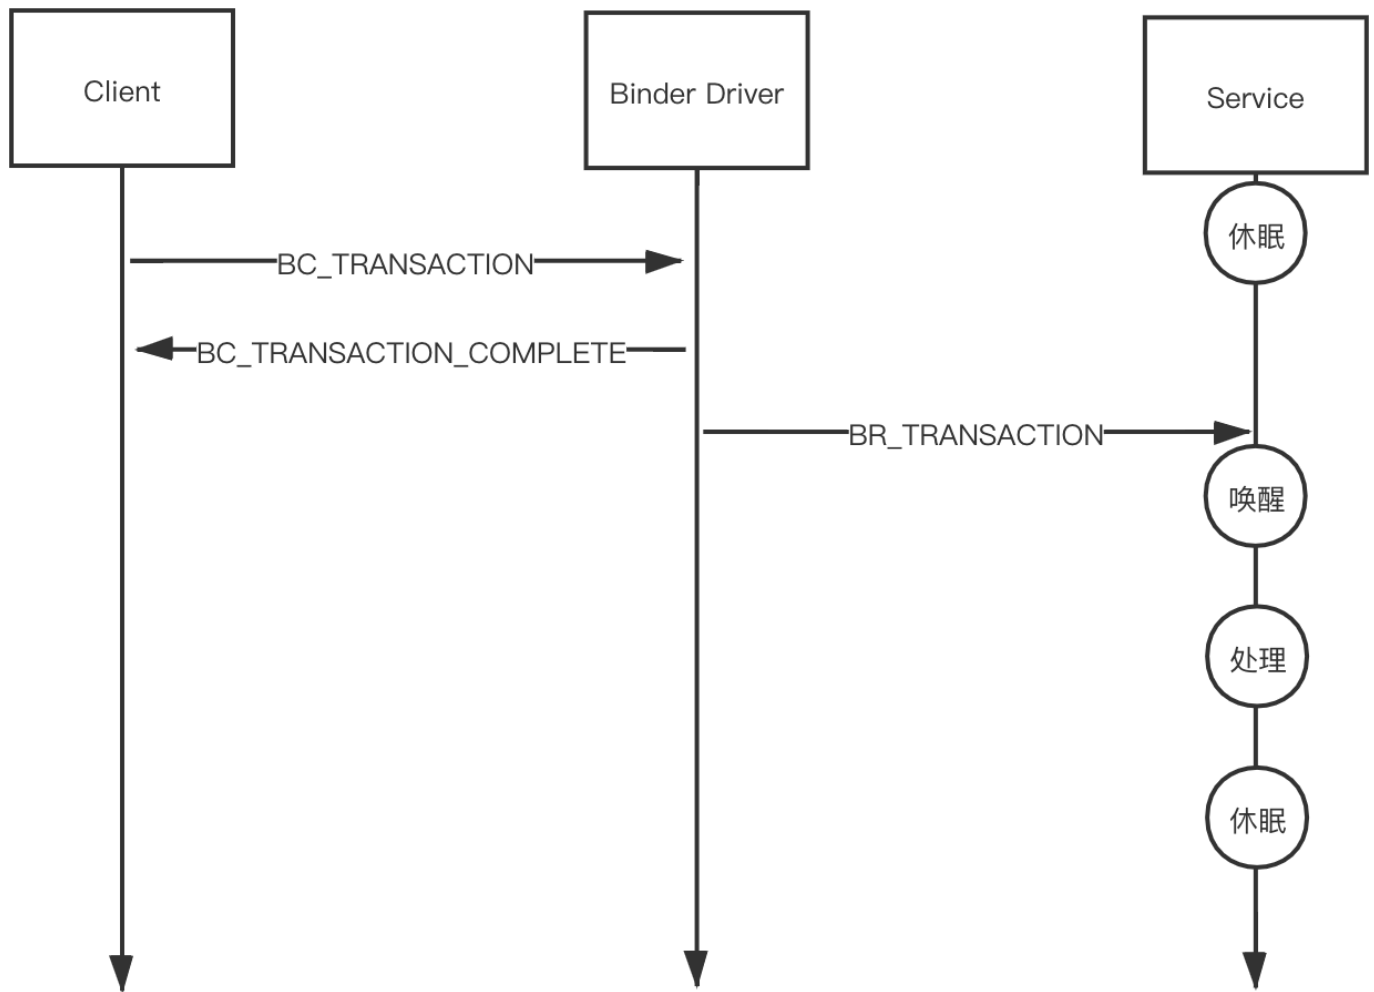 Client
Binder Driver
Service
休眠
BC_TRANSACTION
BC_TRANSACTION_COMPLETE
BR_TRANSACTION
唤醒
处理
休眠